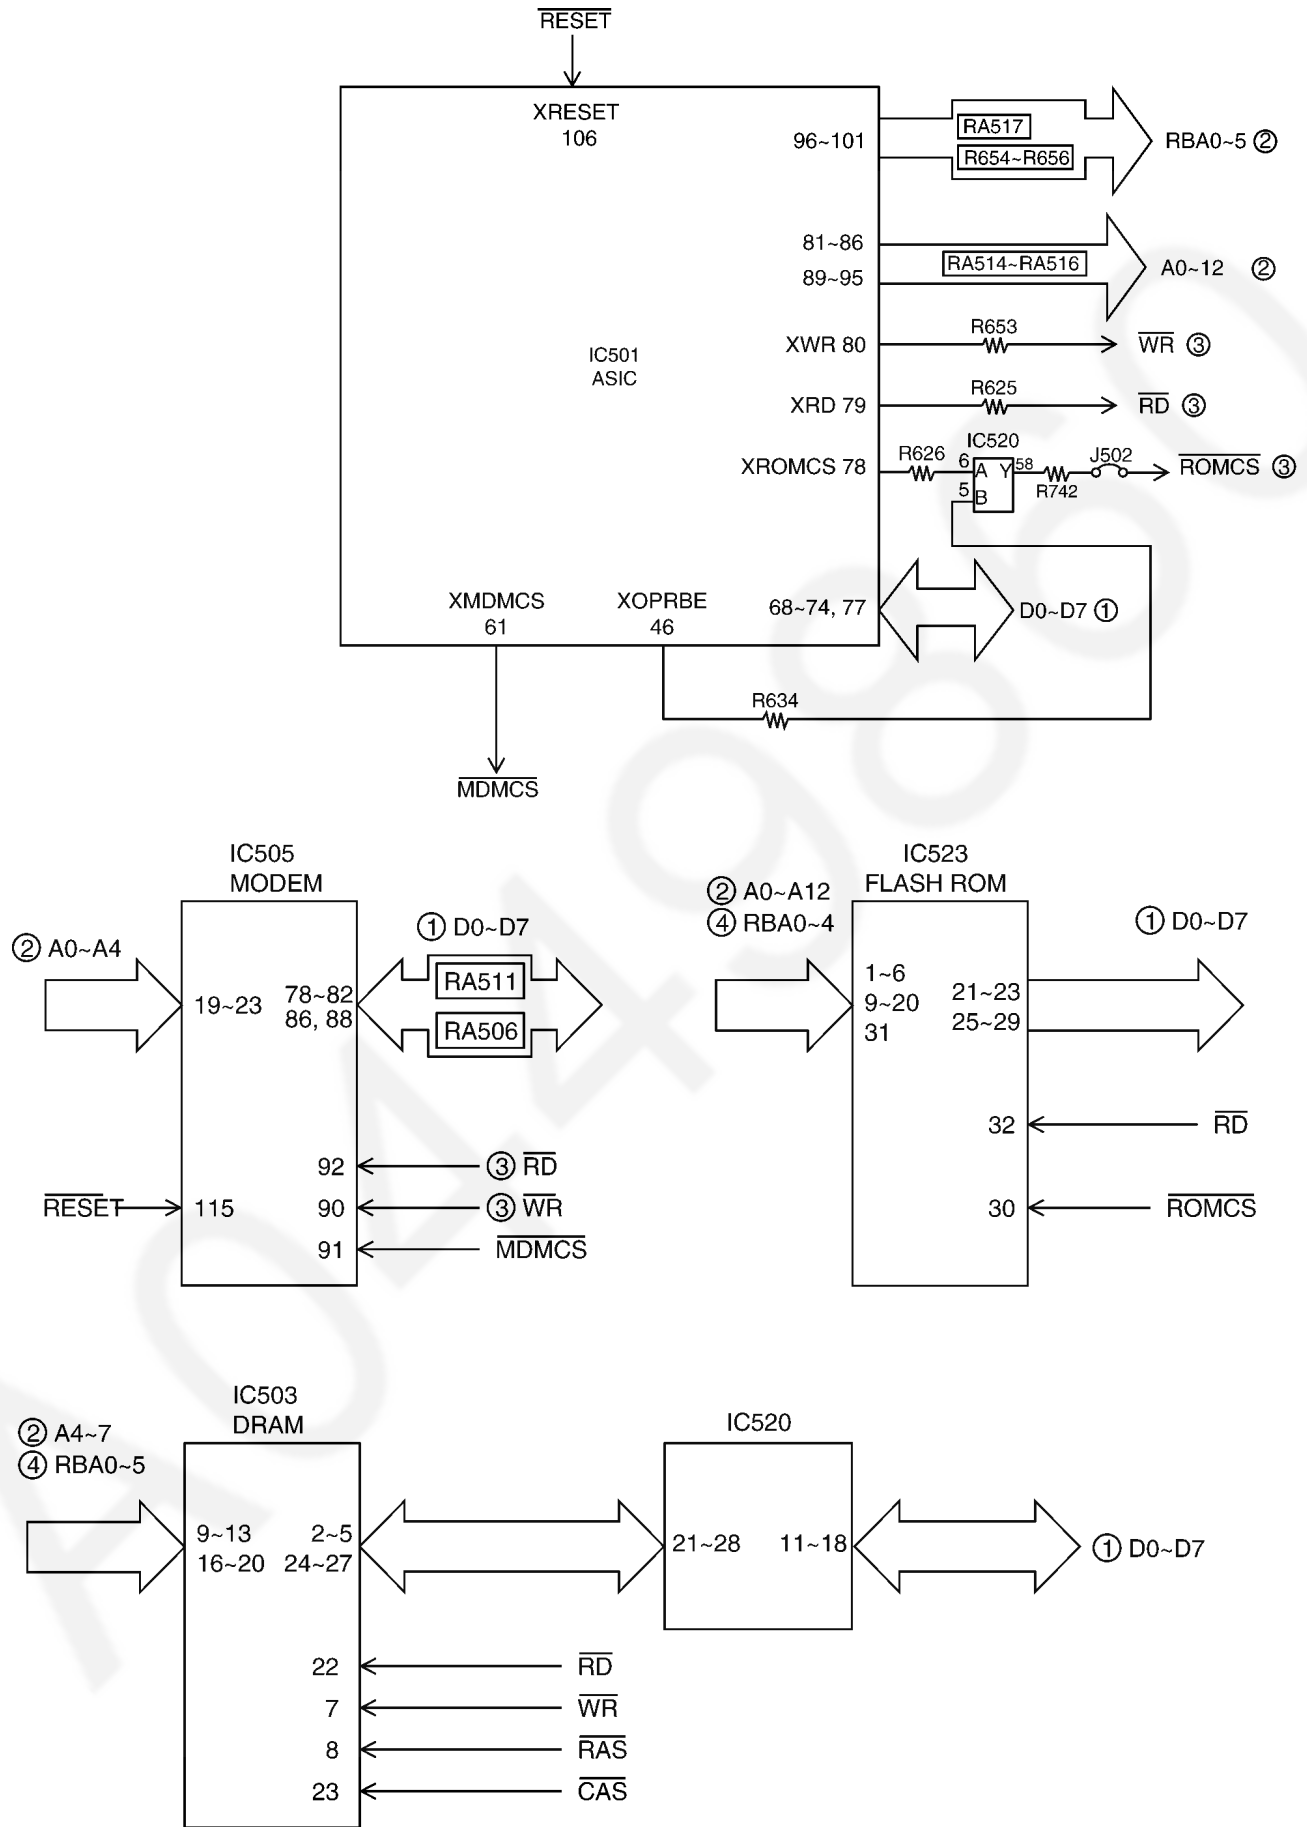 RESET
XRESET
106
96~101
RA517
R654~R656
RBA0~5 ②
81~86
89~95
RA514~RA516
A0~12 ②
IC501
ASIC
XWR 80
R653
WR ③
XRD 79
R625
RD ③
XROMCS 78
R626
IC520
6
A
Y
58
5
B
R742
J502
ROMCS ③
XMDMCS
61
XOPRBE
46
68~74, 77
D0~D7 ①
R634
MDMCS
IC505
MODEM
② A0~A4
19~23
78~82
86, 88
① D0~D7
RA511
RA506
92
③ RD
RESET
115
90
③ WR
91
MDMCS
IC523
FLASH ROM
② A0~A12
④ RBA0~4
1~6
9~20
31
21~23
25~29
① D0~D7
32
RD
30
ROMCS
IC503
DRAM
② A4~7
④ RBA0~5
9~13
16~20
2~5
24~27
IC520
21~28
11~18
① D0~D7
22
RD
7
WR
8
RAS
23
CAS
A0449860